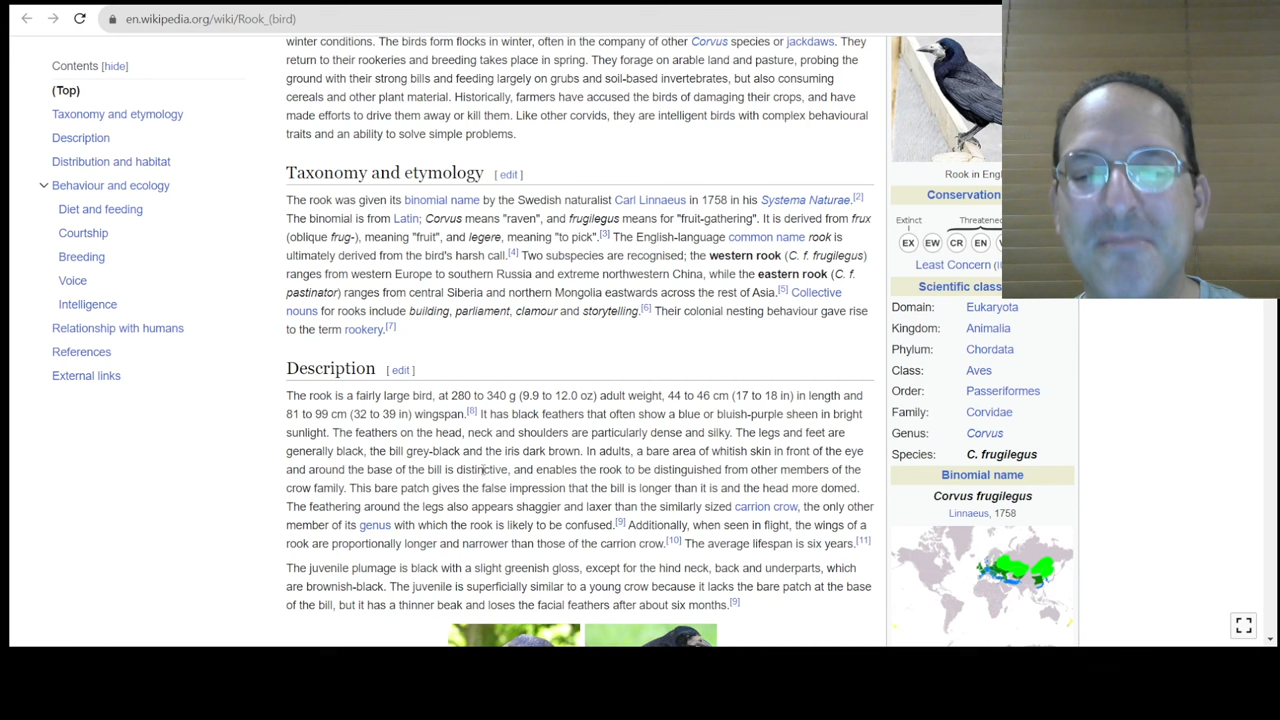 en.wikipedia.org/wiki/Rook_(bird)
Contents [hide]
(Top)
Taxonomy and etymology
Description
Distribution and habitat
Behaviour and ecology
Diet and feeding
Courtship
Breeding
Voice
Intelligence
Relationship with humans
References
External links
winter conditions. The birds form flocks in winter, often in the company of other Corvus species or jackdaws. They
return to their rookeries and breeding takes place in spring. They forage on arable land and pasture, probing the
ground with their strong bills and feeding largely on grubs and soil-based invertebrates, but also consuming
cereals and other plant material. Historically, farmers have accused the birds of damaging their crops, and have
made efforts to drive them away or kill them. Like other corvids, they are intelligent birds with complex behavioural
traits and an ability to solve simple problems.
Taxonomy and etymology [ edit ]
The rook was given its binomial name by the Swedish naturalist Carl Linnaeus in 1758 in his Systema Naturae.[2]
The binomial is from Latin; Corvus means "raven", and frugilegus means for "fruit-gathering". It is derived from frux
(oblique frug-), meaning "fruit", and legere, meaning "to pick".[3] The English-language common name rook is
ultimately derived from the bird's harsh call.[4] Two subspecies are recognised; the western rook (C. f. frugilegus)
ranges from western Europe to southern Russia and extreme northwestern China, while the eastern rook (C. f.
pastinator) ranges from central Siberia and northern Mongolia eastwards across the rest of Asia.[5] Collective
nouns for rooks include building, parliament, clamour and storytelling.[6] Their colonial nesting behaviour gave rise
to the term rookery.[7]
Description [ edit ]
The rook is a fairly large bird, at 280 to 340 g (9.9 to 12.0 oz) adult weight, 44 to 46 cm (17 to 18 in) in length and
81 to 99 cm (32 to 39 in) wingspan.[8] It has black feathers that often show a blue or bluish-purple sheen in bright
sunlight. The feathers on the head, neck and shoulders are particularly dense and silky. The legs and feet are
generally black, the bill grey-black and the iris dark brown. In adults, a bare area of whitish skin in front of the eye
and around the base of the bill is distinctive, and enables the rook to be distinguished from other members of the
crow family. This bare patch gives the false impression that the bill is longer than it is and the head more domed.
The feathering around the legs also appears shaggier and laxer than the similarly sized carrion crow, the only other
member of its genus with which the rook is likely to be confused.[9] Additionally, when seen in flight, the wings of a
rook are proportionally longer and narrower than those of the carrion crow.[10] The average lifespan is six years.[11]
The juvenile plumage is black with a slight greenish gloss, except for the hind neck, back and underparts, which
are brownish-black. The juvenile is superficially similar to a young crow because it lacks the bare patch at the base
of the bill, but it has a thinner beak and loses the facial feathers after about six months.[9]
Rook in
Conservation
Extinct Threatened
EX EW CR EN
Least Concern
Scientific
Domain: Eukaryota
Kingdom: Animalia
Phylum: Chordata
Class: Aves
Order: Passeriformes
Family: Corvidae
Genus: Corvus
Species: C. frugilegus
Binomial name
Corvus frugilegus
Linnaeus, 1758